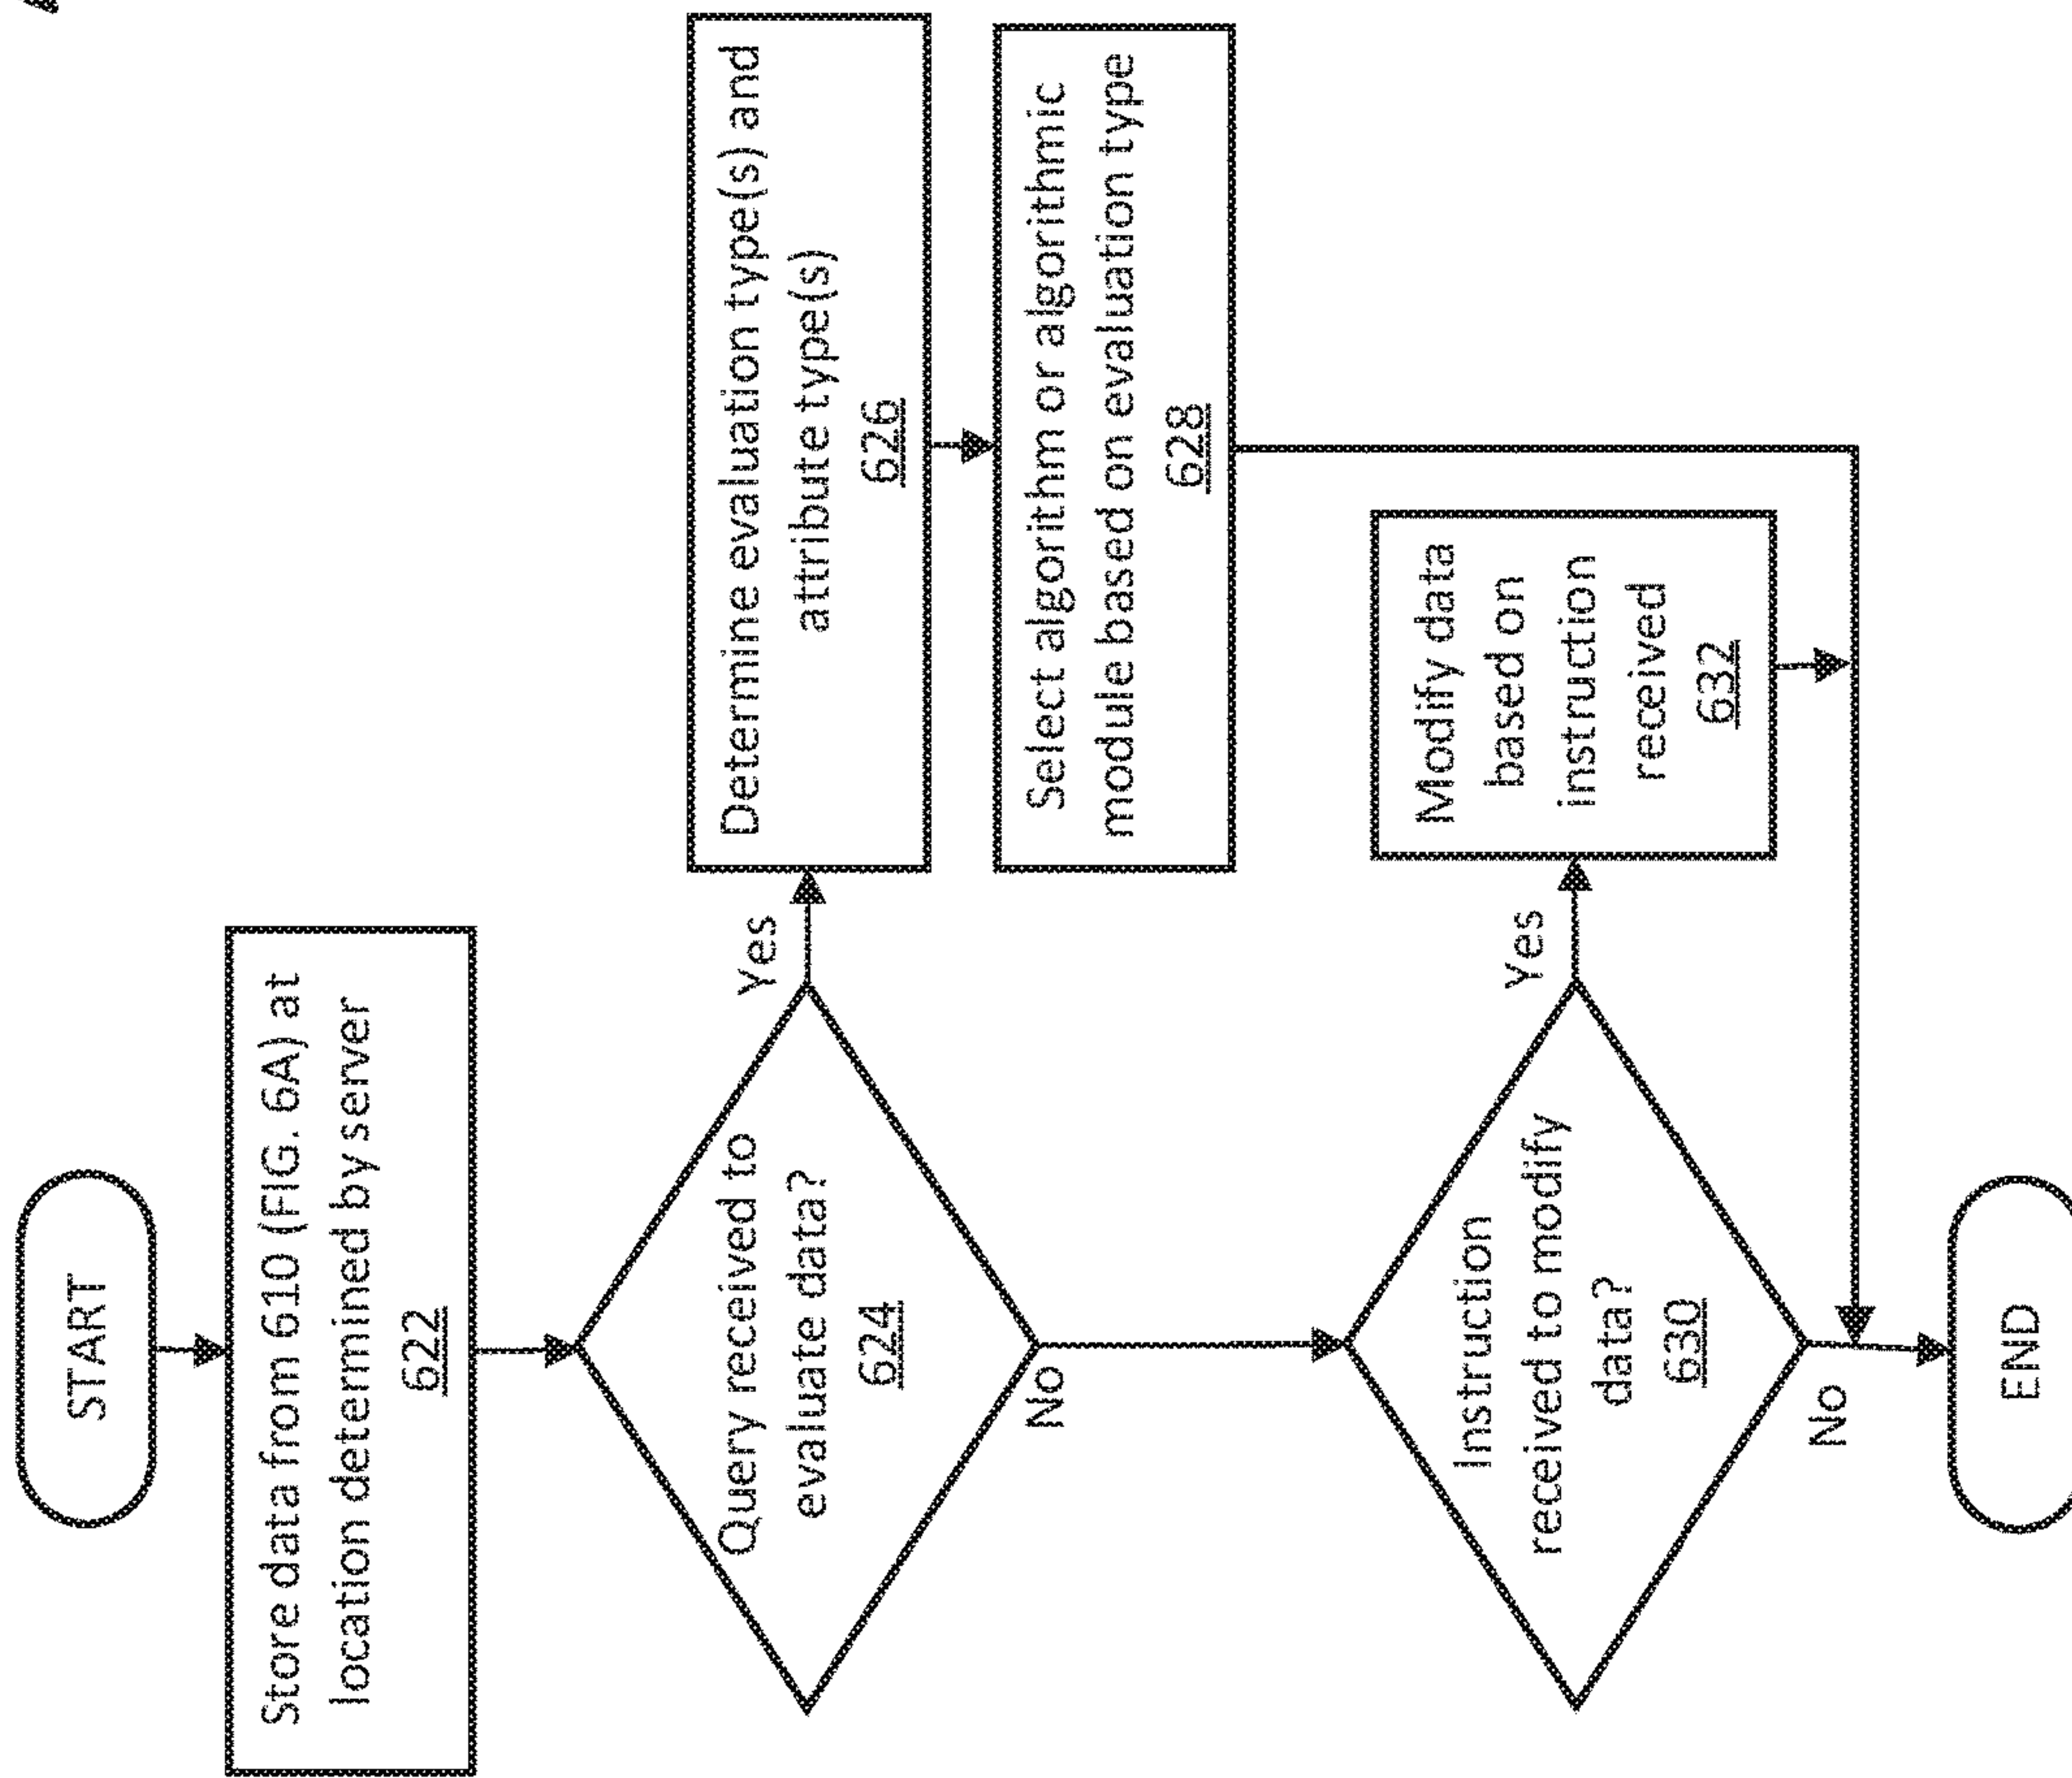 START
Store data from 610 (FIG. 6A) at
location determined by server
622
Query received to
evaluate data?
624
Yes
No
Determine evaluation type(s) and
attribute type(s)
626
Select algorithm or algorithmic
module based on evaluation type
628
Instruction
received to modify
data?
630
Yes
No
Modify data
based on
instruction
received
632
END